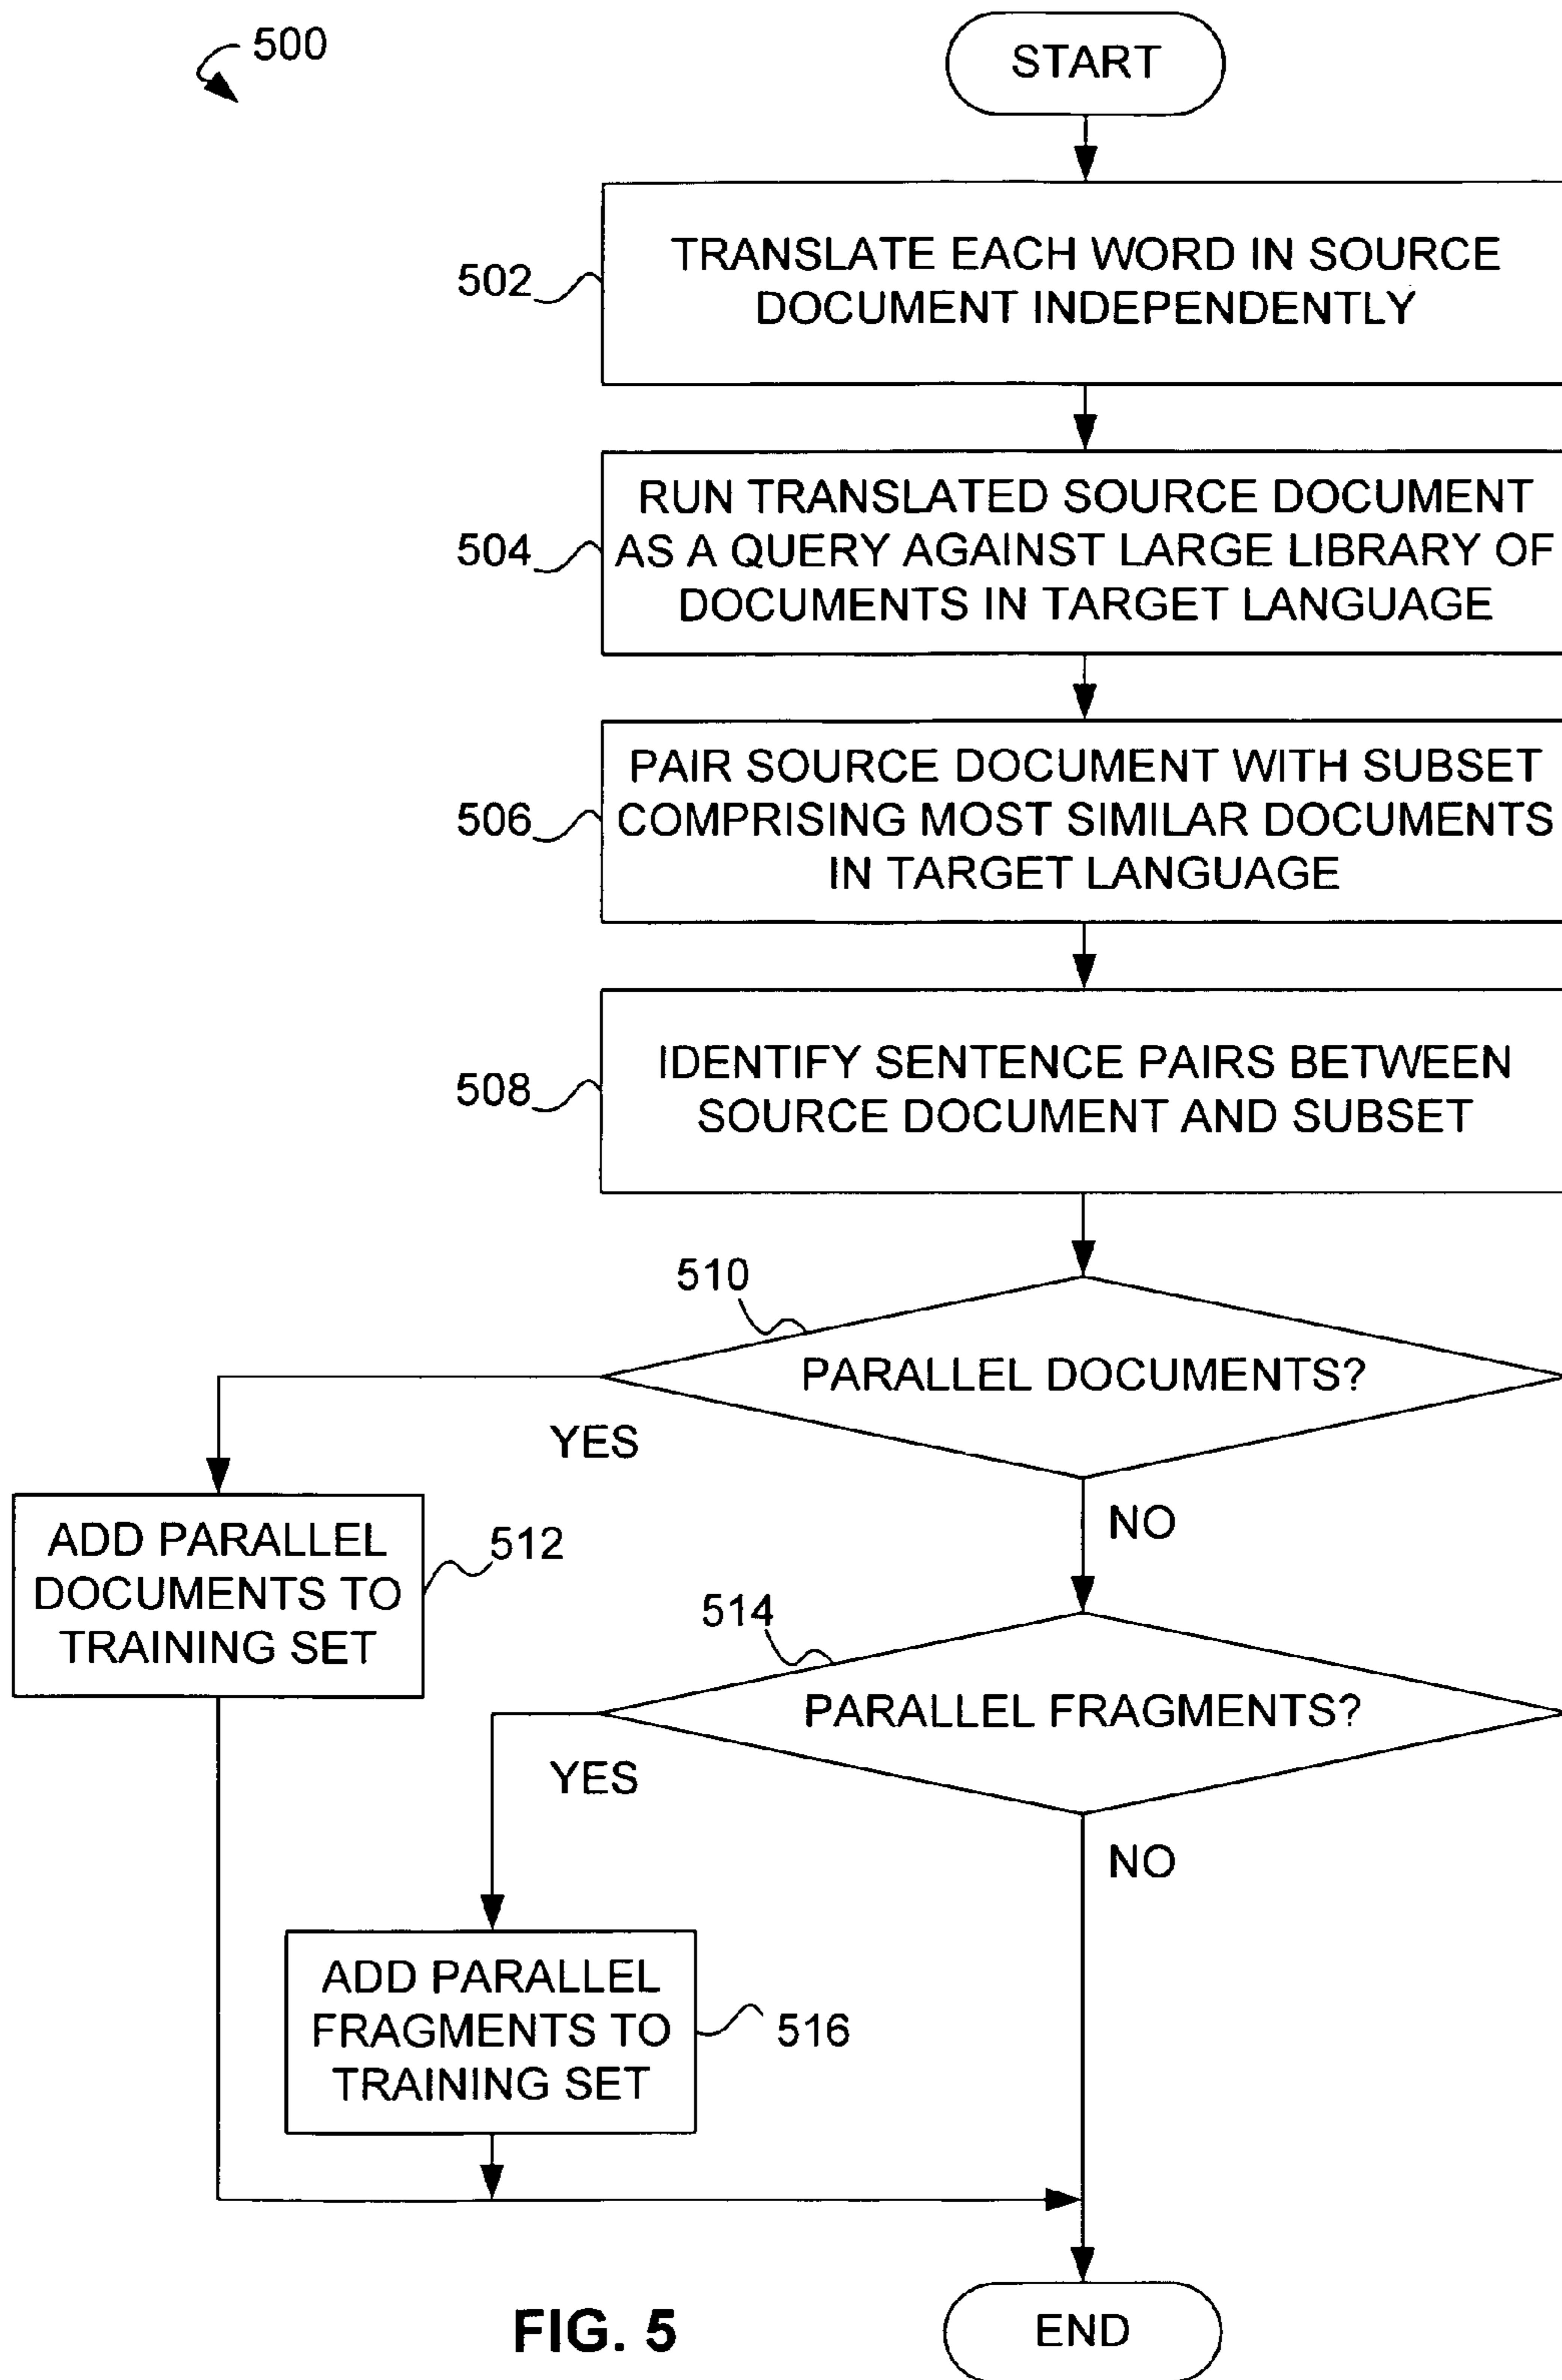 500
START
TRANSLATE EACH WORD IN SOURCE
DOCUMENT INDEPENDENTLY
502
RUN TRANSLATED SOURCE DOCUMENT
AS A QUERY AGAINST LARGE LIBRARY OF
DOCUMENTS IN TARGET LANGUAGE
504
PAIR SOURCE DOCUMENT WITH SUBSET
COMPRISING MOST SIMILAR DOCUMENTS
IN TARGET LANGUAGE
506
IDENTIFY SENTENCE PAIRS BETWEEN
SOURCE DOCUMENT AND SUBSET
508
510
PARALLEL DOCUMENTS?
YES
NO
ADD PARALLEL
DOCUMENTS TO
TRAINING SET
512
514
PARALLEL FRAGMENTS?
YES
NO
ADD PARALLEL
FRAGMENTS TO
TRAINING SET
516
END
FIG. 5